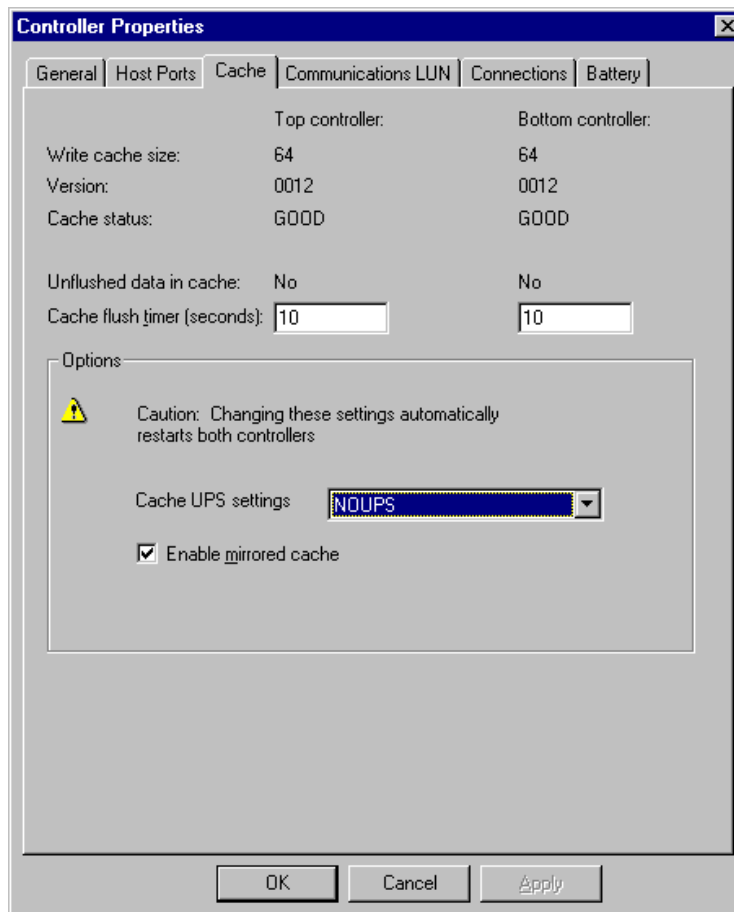 Controller Properties
General Host Ports Cache Communications LUN Connections Battery
Top controller: Bottom controller:
Write cache size: 64 64
Version: 0012 0012
Cache status: GOOD GOOD
Unflushed data in cache: No No
Cache flush timer (seconds): 10 10
Options
Caution: Changing these settings automatically
restarts both controllers
Cache UPS settings NOUPS
Enable mirrored cache
OK Cancel Apply